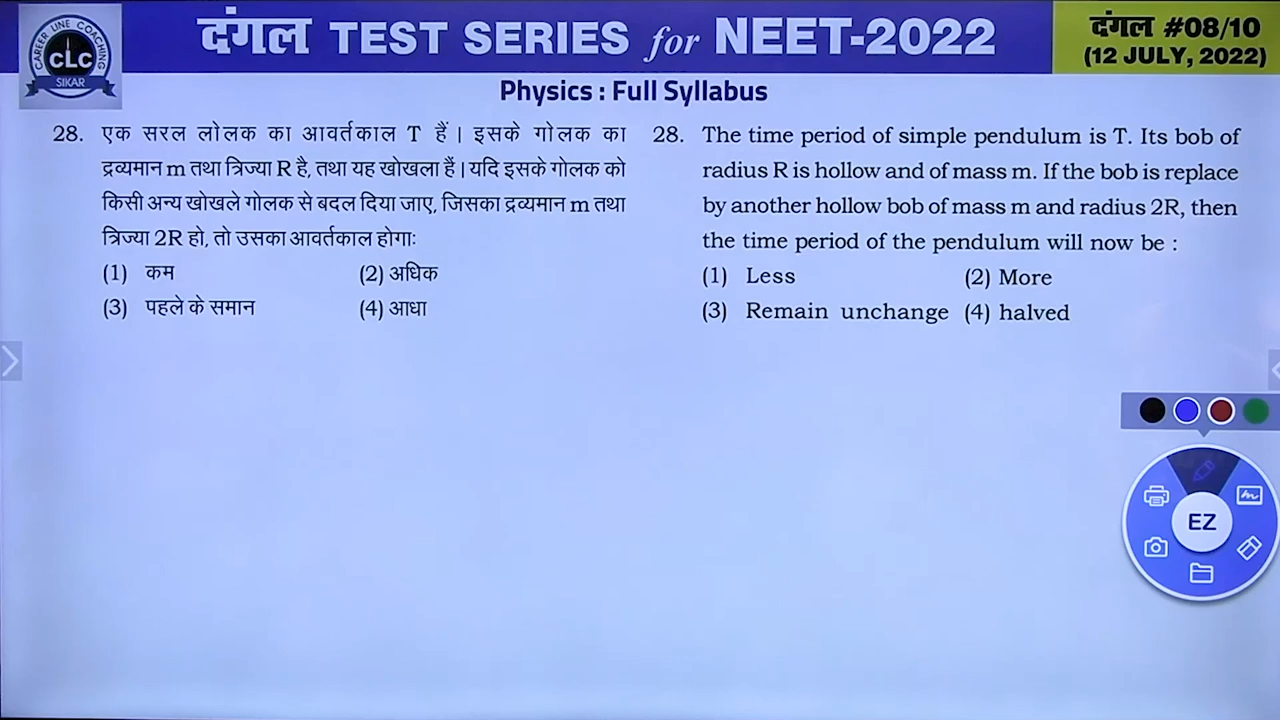 CAREER LINE COACHING
CLC
SIKAR
दंगल TEST SERIES for NEET-2022
दंगल #08/10
(12 JULY, 2022)
Physics : Full Syllabus
28. एक सरल लोलक का आवर्तकाल T हैं। इसके गोलक का
द्रव्यमान m तथा त्रिज्या R है, तथा यह खोखला हैं। यदि इसके गोलक को
किसी अन्य खोखले गोलक से बदल दिया जाए, जिसका द्रव्यमान m तथा
त्रिज्या 2R हो, तो उसका आवर्तकाल होगाः
(1) कम (2) अधिक
(3) पहले के समान (4) आधा
28. The time period of simple pendulum is T. Its bob of
radius R is hollow and of mass m. If the bob is replace
by another hollow bob of mass m and radius 2R, then
the time period of the pendulum will now be :
(1) Less (2) More
(3) Remain unchange (4) halved
EZ